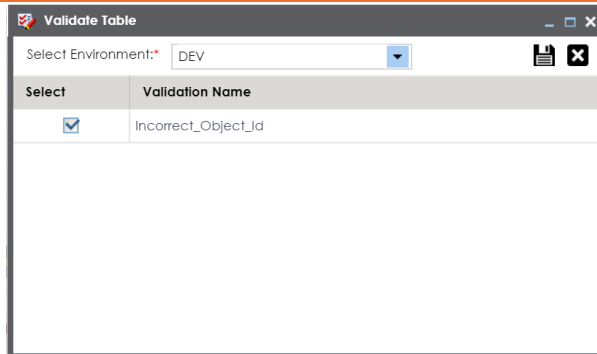 Validate Table
Select Environment:* DEV
Select Validation Name
Incorrect_Object_Id